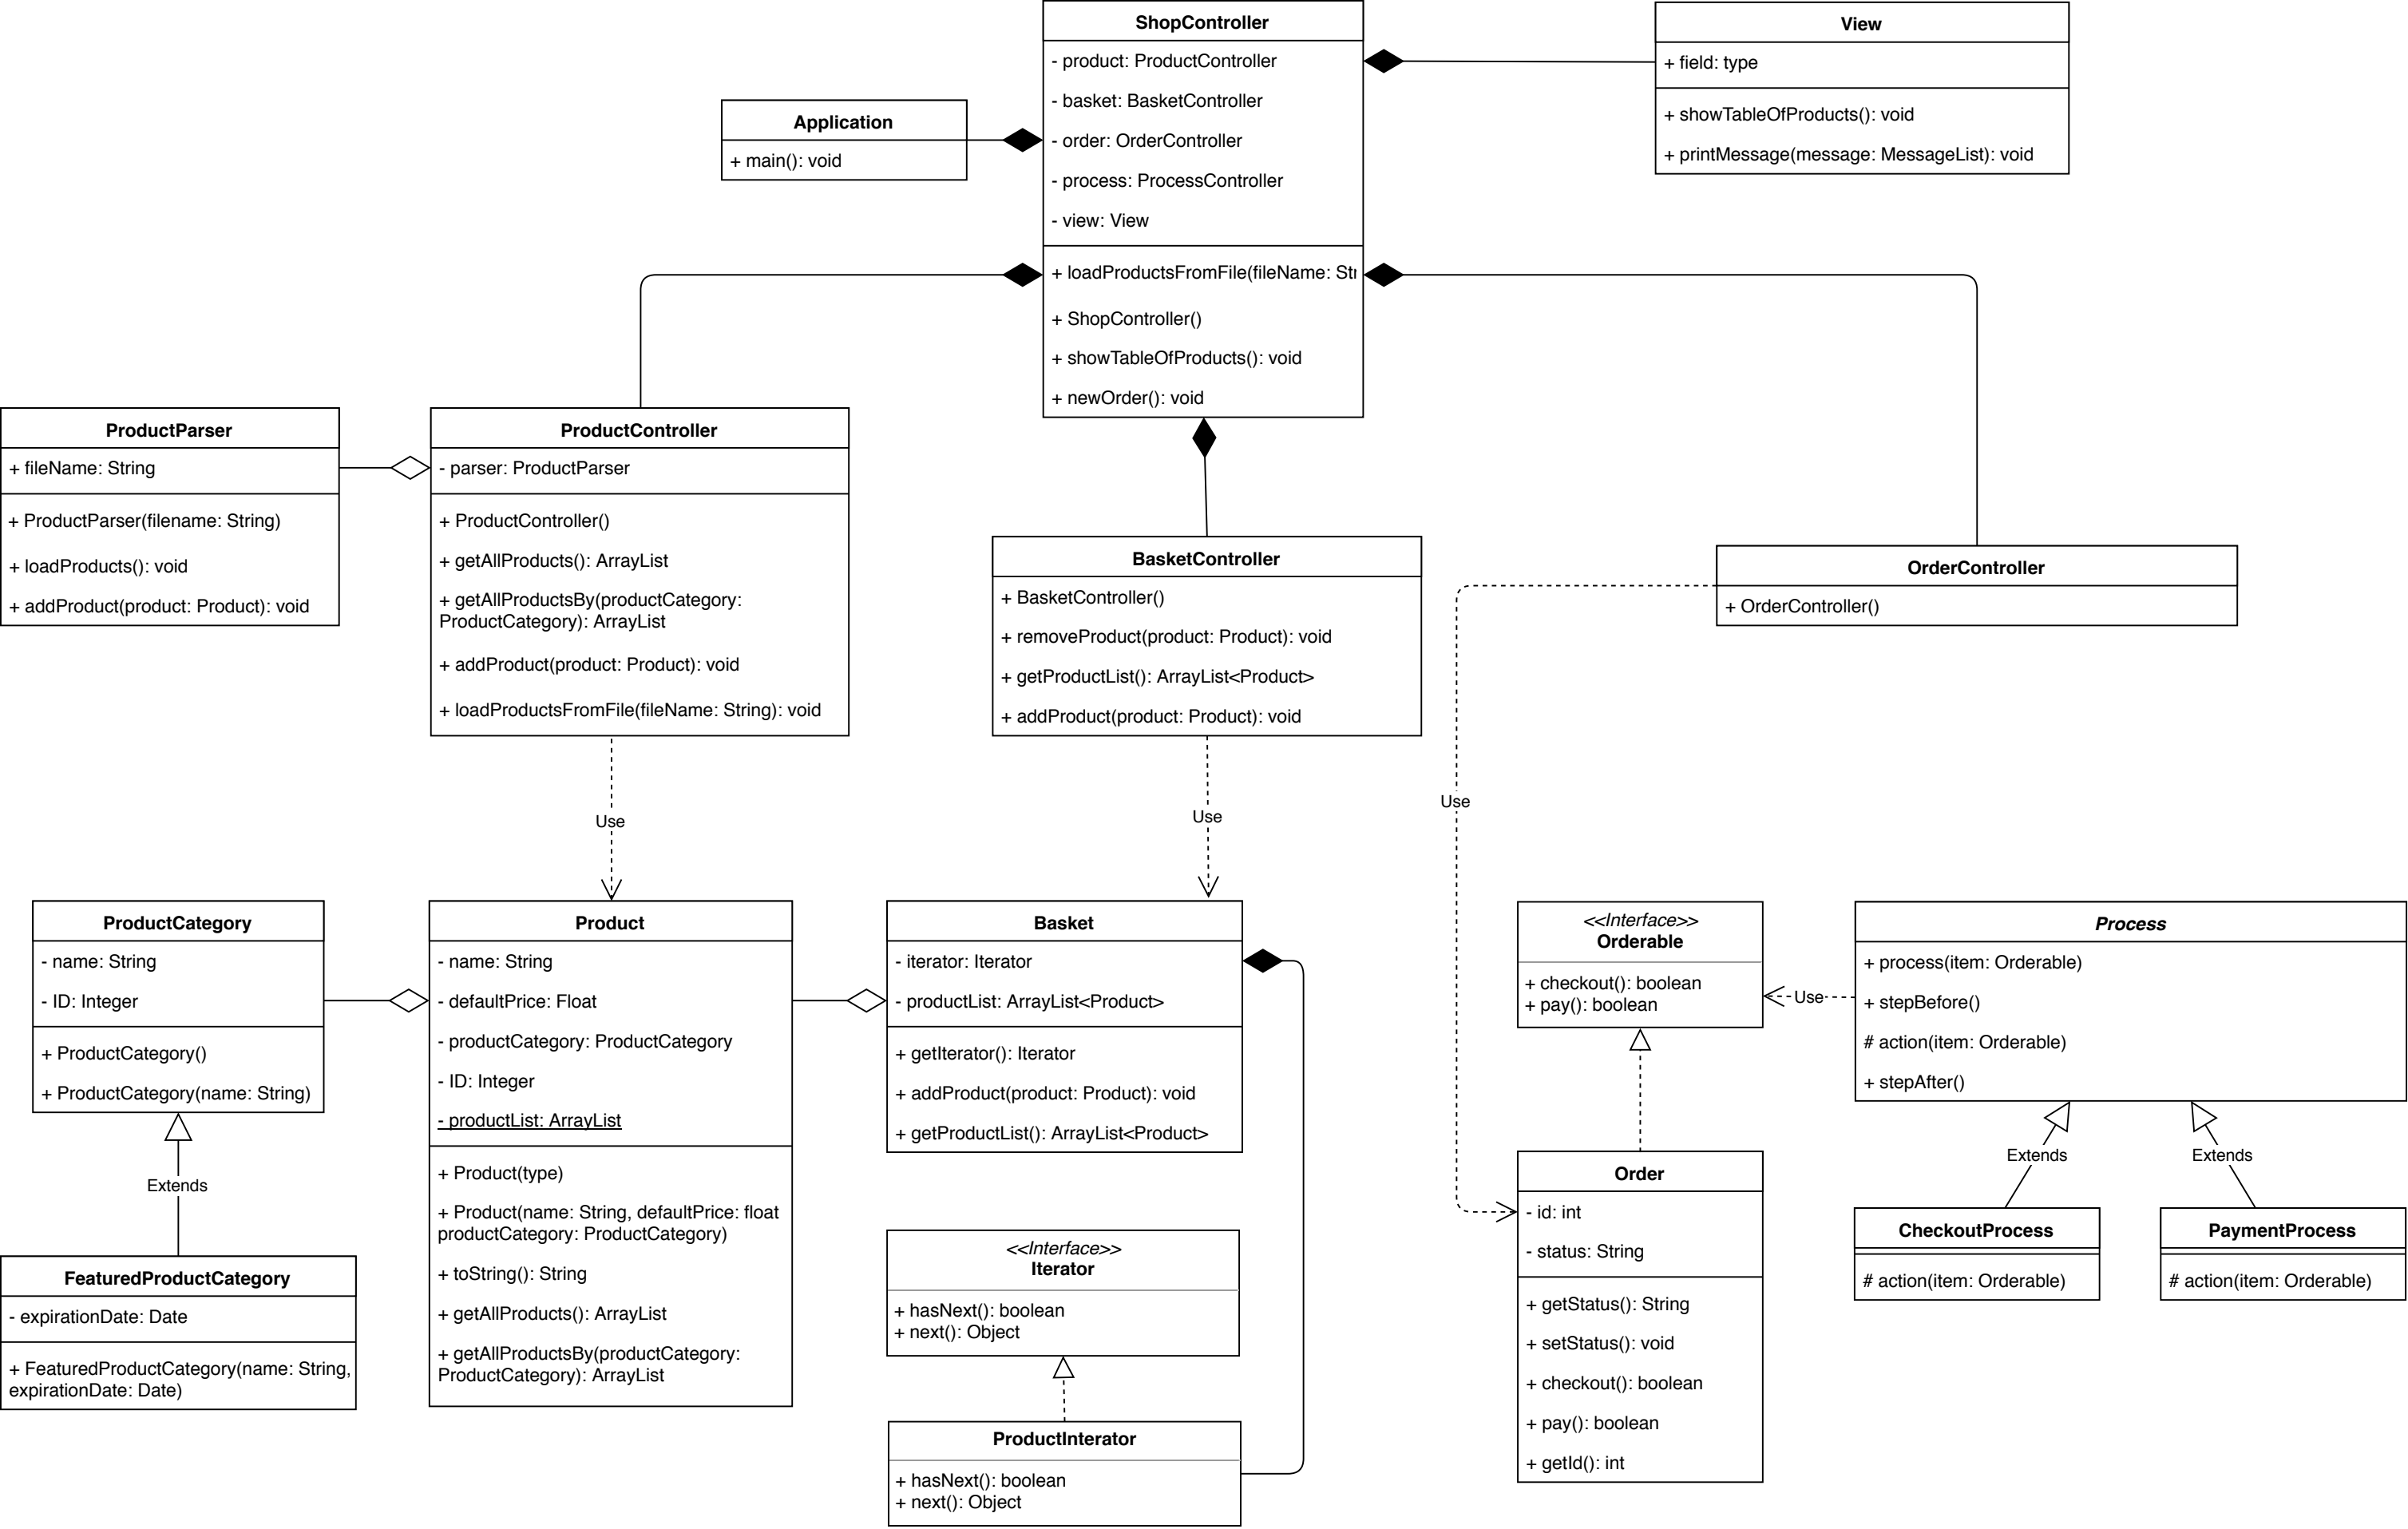 ShopController
- product: ProductController
- basket: BasketController
- order: OrderController
- process: ProcessController
- view: View
+ loadProductsFromFile(fileName: Str
+ ShopController()
+ showTableOfProducts(): void
+ newOrder(): void
View
+ field: type
+ showTableOfProducts(): void
+ printMessage(message: MessageList): void
Application
+ main(): void
ProductParser
+ fileName: String
+ ProductParser(filename: String)
+ loadProducts(): void
+ addProduct(product: Product): void
ProductController
- parser: ProductParser
+ ProductController()
+ getAllProducts(): ArrayList
+ getAllProductsBy(productCategory:
ProductCategory): ArrayList
+ addProduct(product: Product): void
+ loadProductsFromFile(fileName: String): void
BasketController
+ BasketController()
+ removeProduct(product: Product): void
+ getProductList(): ArrayList<Product>
+ addProduct(product: Product): void
OrderController
+ OrderController()
Use
Use
Use
ProductCategory
- name: String
- ID: Integer
+ ProductCategory()
+ ProductCategory(name: String)
Extends
FeaturedProductCategory
- expirationDate: Date
+ FeaturedProductCategory(name: String,
expirationDate: Date)
Product
- name: String
- defaultPrice: Float
- productCategory: ProductCategory
- ID: Integer
- productList: ArrayList
+ Product(type)
+ Product(name: String, defaultPrice: float
productCategory: ProductCategory)
+ toString(): String
+ getAllProducts(): ArrayList
+ getAllProductsBy(productCategory:
ProductCategory): ArrayList
Basket
- iterator: Iterator
- productList: ArrayList<Product>
+ getIterator(): Iterator
+ addProduct(product: Product): void
+ getProductList(): ArrayList<Product>
<<Interface>>
Iterator
+ hasNext(): boolean
+ next(): Object
ProductInterator
+ hasNext(): boolean
+ next(): Object
<<Interface>>
Orderable
+ checkout(): boolean
+ pay(): boolean
Use
Process
+ process(item: Orderable)
+ stepBefore()
# action(item: Orderable)
+ stepAfter()
Extends
Extends
Order
- id: int
- status: String
+ getStatus(): String
+ setStatus(): void
+ checkout(): boolean
+ pay(): boolean
+ getId(): int
CheckoutProcess
# action(item: Orderable)
PaymentProcess
# action(item: Orderable)